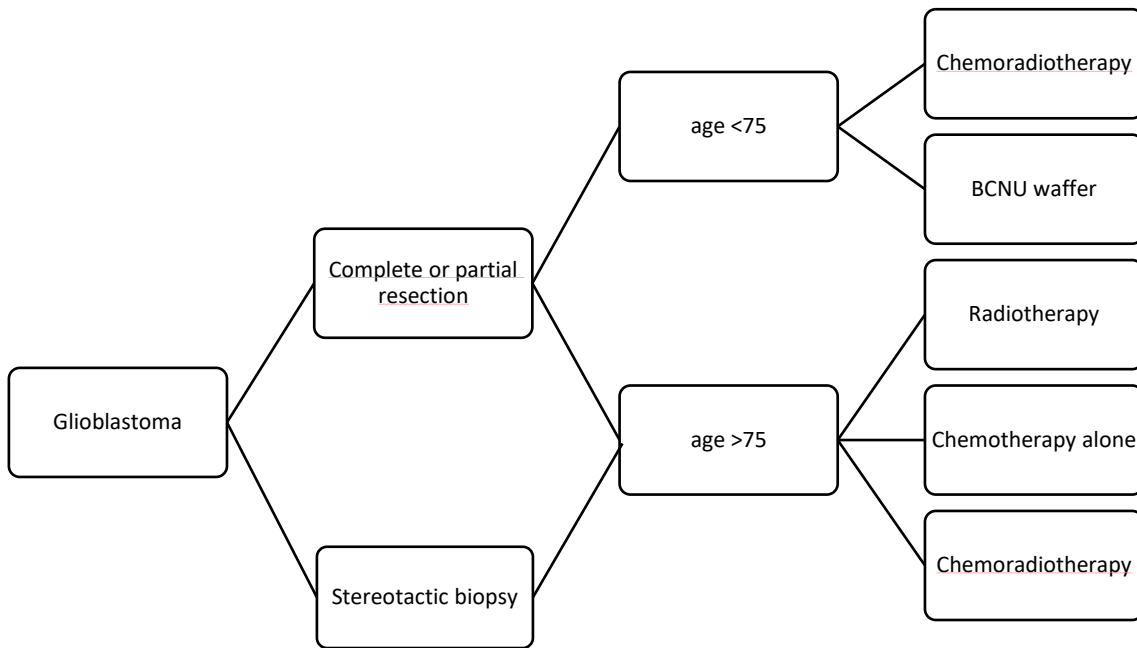 Glioblastoma
Complete or partial
resection
Stereotactic biopsy
age <75
age >75
Chemoradiotherapy
BCNU waffer
Radiotherapy
Chemotherapy alone
Chemoradiotherapy